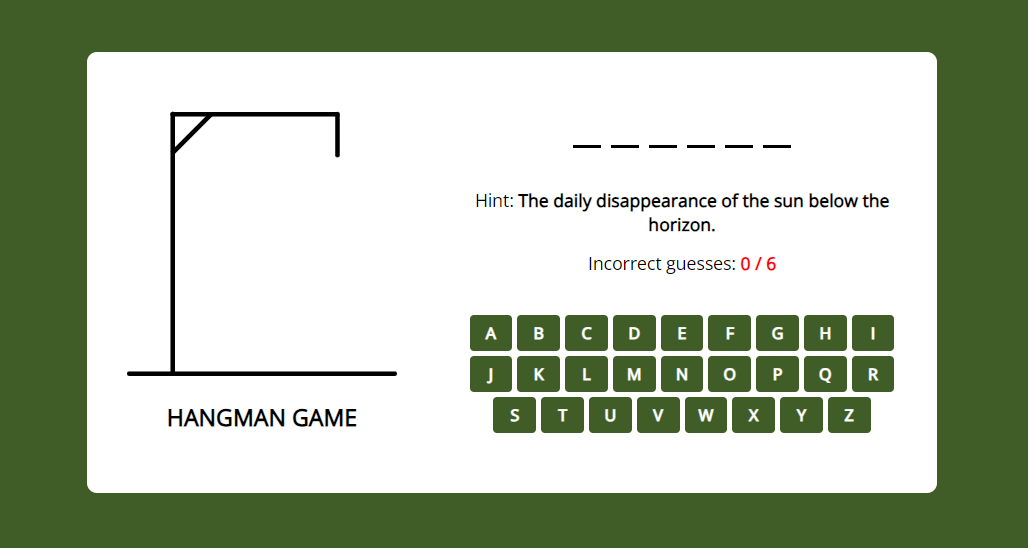 Hint: The daily disappearance of the sun below the
horizon.
Incorrect guesses: 0 / 6
A B C D E F G H I
J K L M N O P Q R
S T U V W X Y Z
HANGMAN GAME